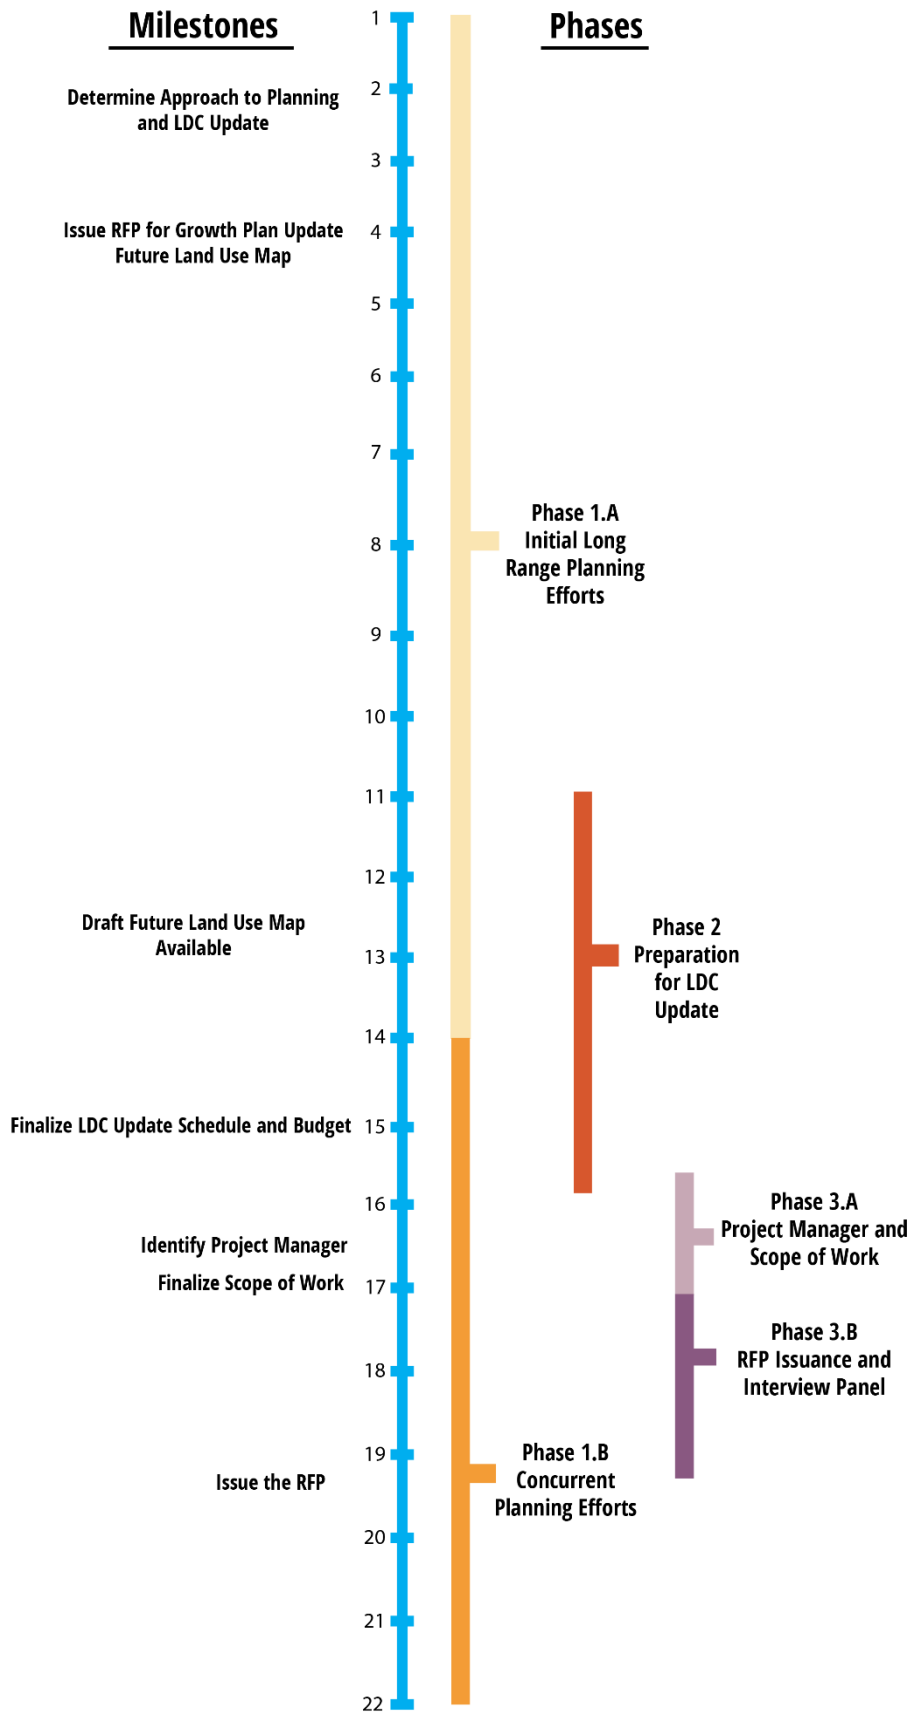 Milestones
Phases
1
2
Determine Approach to Planning
and LDC Update
3
Issue RFP for Growth Plan Update
Future Land Use Map
4
5
6
7
Phase 1.A
Initial Long
Range Planning
Efforts
8
9
10
11
12
Draft Future Land Use Map
Available
13
Phase 2
Preparation
for LDC
Update
14
Finalize LDC Update Schedule and Budget
15
16
Phase 3.A
Project Manager and
Scope of Work
Identify Project Manager
Finalize Scope of Work
17
Phase 3.B
RFP Issuance and
Interview Panel
18
19
Issue the RFP
Phase 1.B
Concurrent
Planning Efforts
20
21
22